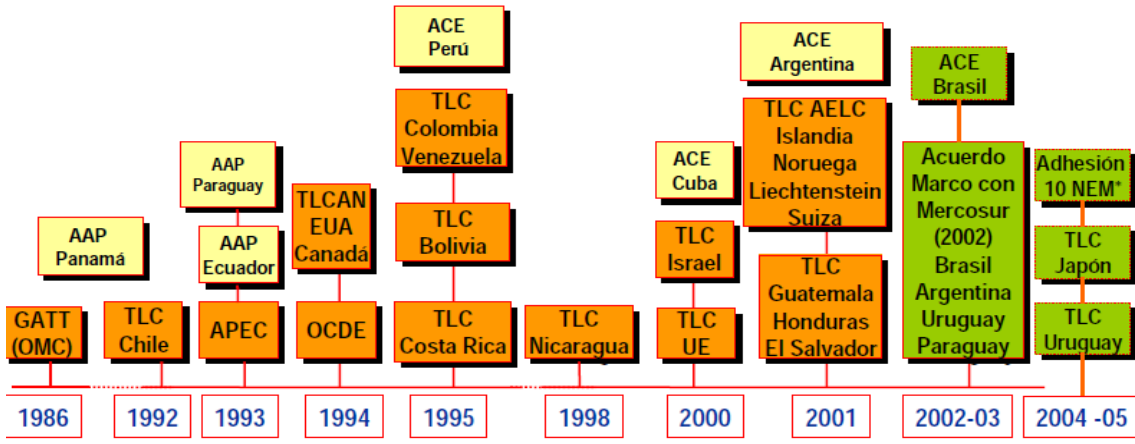 AAP
Panamá
GATT
(OMC)
1986
TLC
Chile
1992
AAP
Paraguay
AAP
Ecuador
APEC
1993
TLCAN
EUA
Canadá
OCDE
1994
ACE
Perú
TLC
Colombia
Venezuela
TLC
Bolivia
TLC
Costa Rica
1995
TLC
Nicaragua
1998
ACE
Cuba
TLC
Israel
TLC
UE
2000
ACE
Argentina
TLC AELC
Islandia
Noruega
Liechtenstein
Suiza
TLC
Guatemala
Honduras
El Salvador
2001
ACE
Brasil
Acuerdo
Marco con
Mercosur
(2002)
Brasil
Argentina
Uruguay
Paraguay
2002-03
Adhesión
10 NEM*
TLC
Japón
TLC
Uruguay
2004 -05